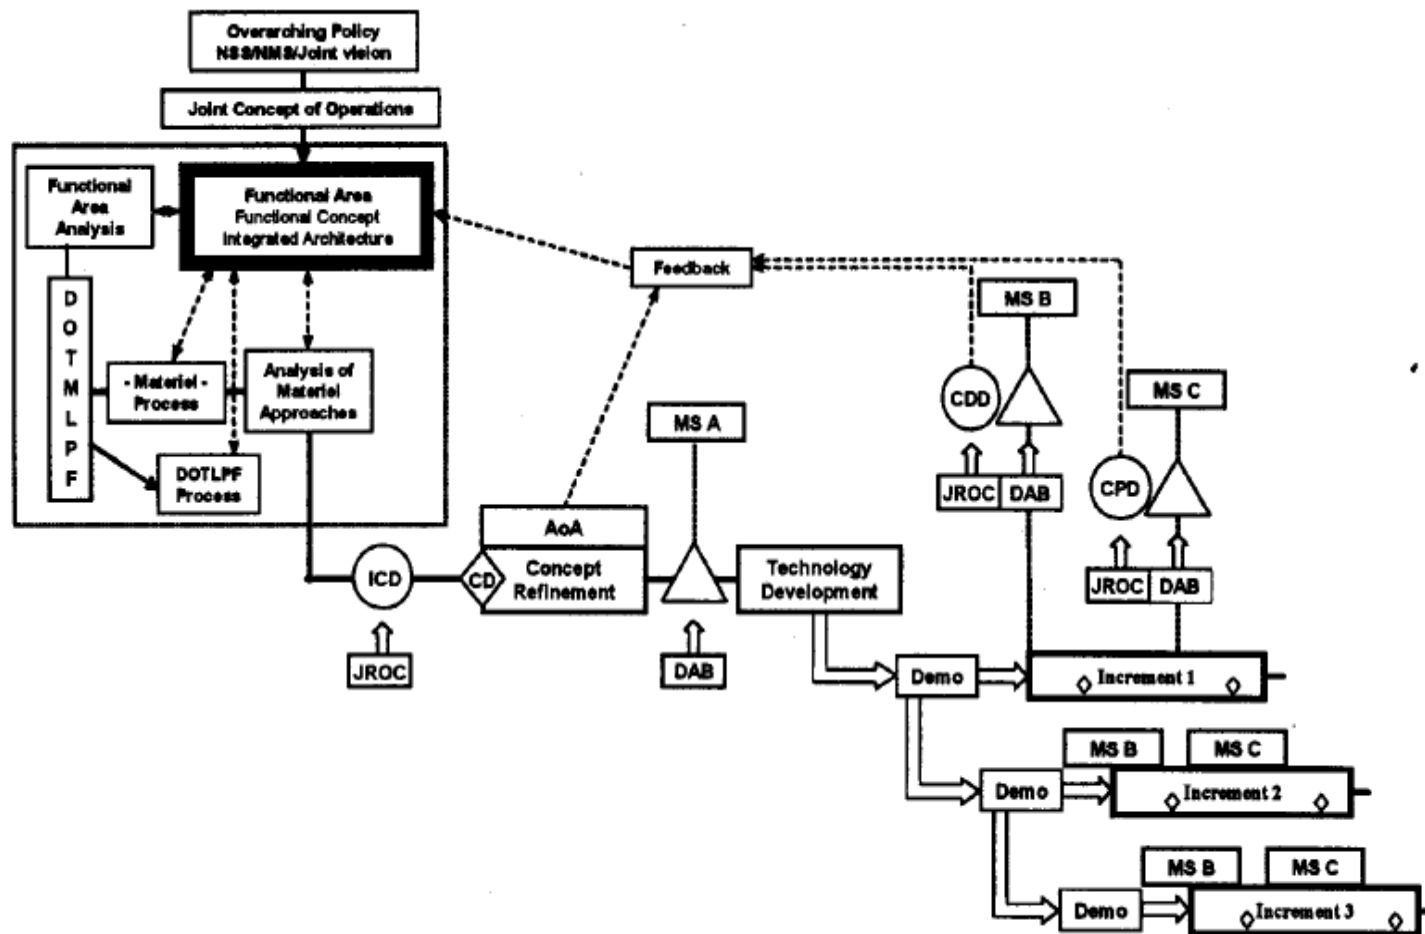 Overarching Policy
NSS/NMS/Joint vision
Joint Concept of Operations
Functional
Area
Analysis
Functional Area
Functional Concept
Integrated Architecture
Feedback
D
O
T
M
L
P
F
- Materiel -
Process
Analysis of
Materiel
Approaches
DOTLPF
Process
MS B
MS C
CDD
MS A
JROC
DAB
CPD
AoA
ICD
CD
Concept
Refinement
Technology
Development
JROC
DAB
JROC
DAB
Demo
Increment 1
MS B
MS C
Demo
Increment 2
MS B
MS C
Demo
Increment 3